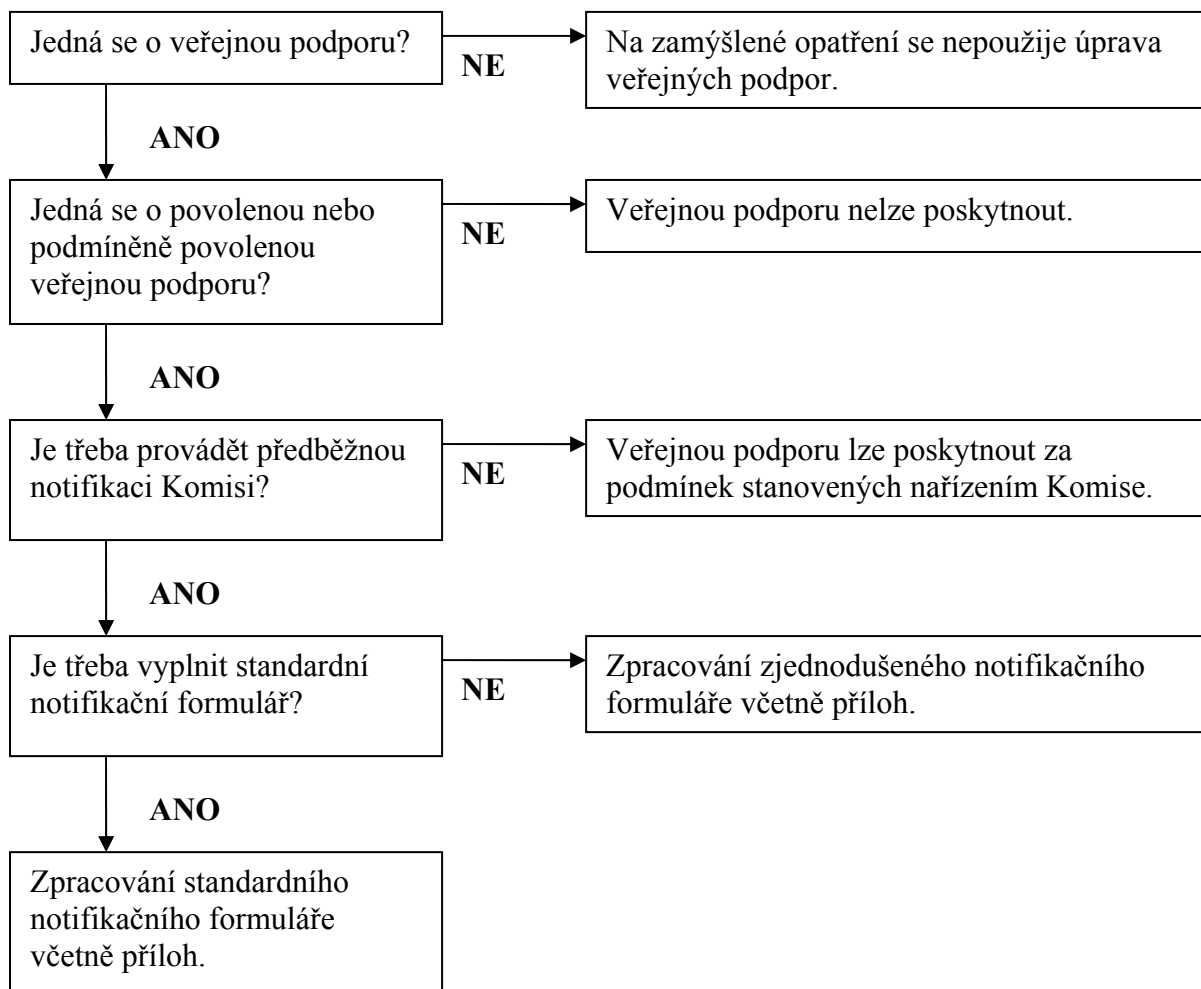 Jedná se o veřejnou podporu?
NE
Na zamýšlené opatření se nepoužije úprava
veřejných podpor.
ANO
Jedná se o povolenou nebo
podmíněně povolenou
veřejnou podporu?
NE
Veřejnou podporu nelze poskytnout.
ANO
Je třeba provádět předběžnou
notifikaci Komisi?
NE
Veřejnou podporu lze poskytnout za
podmínek stanovených nařízením Komise.
ANO
Je třeba vyplnit standardní
notifikační formulář?
NE
Zpracování zjednodušeného notifikačního
formuláře včetně příloh.
ANO
Zpracování standardního
notifikačního formuláře
včetně příloh.